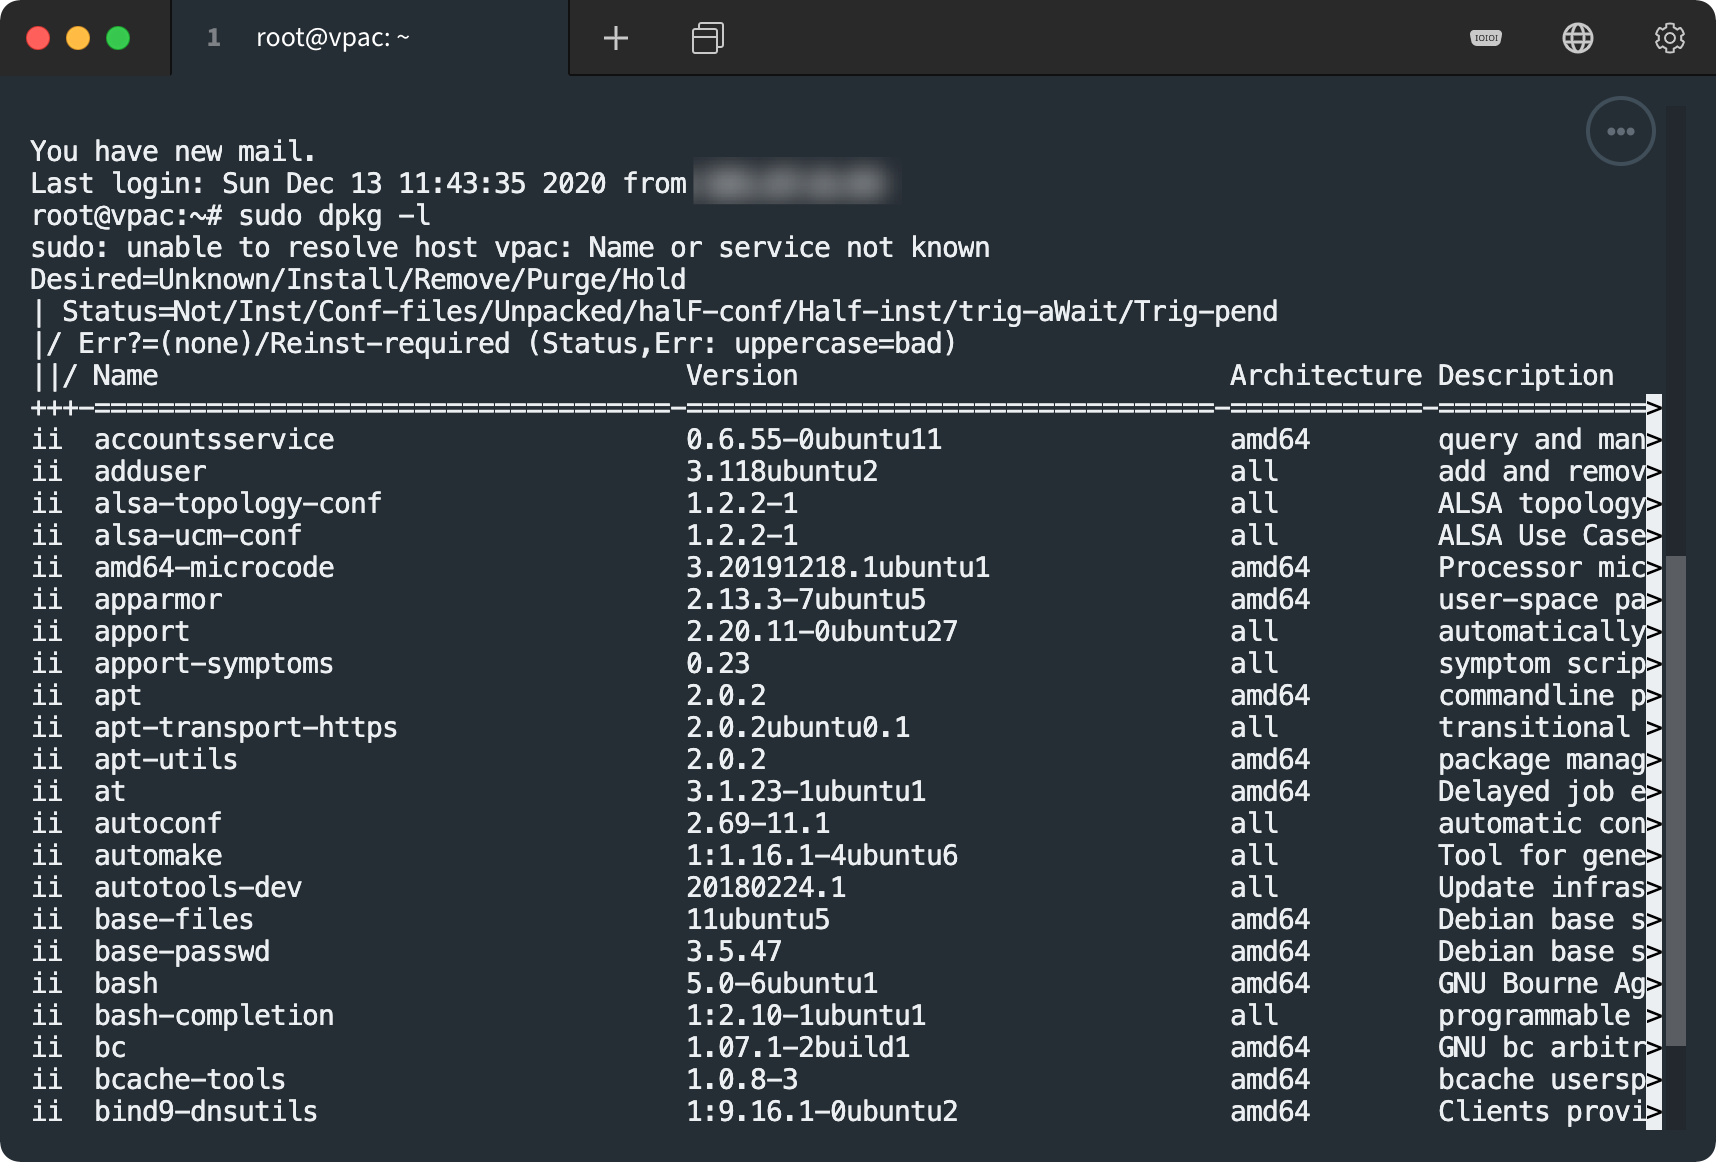 1 root@vpac: ~
IOIOI
You have new mail.
Last login: Sun Dec 13 11:43:35 2020 from
root@vpac:~# sudo dpkg -l
sudo: unable to resolve host vpac: Name or service not known
Desired=Unknown/Install/Remove/Purge/Hold
| Status=Not/Inst/Conf-files/Unpacked/halF-conf/Half-inst/trig-aWait/Trig-pend
|/ Err?=(none)/Reinst-required (Status,Err: uppercase=bad)
||/ Name                                 Version                           Architecture Description
+++-====================================-=================================-============-=============>
ii  accountsservice                      0.6.55-0ubuntu11                  amd64        query and man>
ii  adduser                              3.118ubuntu2                      all          add and remov>
ii  alsa-topology-conf                   1.2.2-1                           all          ALSA topology>
ii  alsa-ucm-conf                        1.2.2-1                           all          ALSA Use Case>
ii  amd64-microcode                      3.20191218.1ubuntu1               amd64        Processor mic>
ii  apparmor                             2.13.3-7ubuntu5                   amd64        user-space pa>
ii  apport                               2.20.11-0ubuntu27                 all          automatically>
ii  apport-symptoms                      0.23                              all          symptom scrip>
ii  apt                                  2.0.2                             amd64        commandline p>
ii  apt-transport-https                  2.0.2ubuntu0.1                    all          transitional >
ii  apt-utils                            2.0.2                             amd64        package manag>
ii  at                                   3.1.23-1ubuntu1                   amd64        Delayed job e>
ii  autoconf                             2.69-11.1                         all          automatic con>
ii  automake                             1:1.16.1-4ubuntu6                 all          Tool for gene>
ii  autotools-dev                        20180224.1                        all          Update infras>
ii  base-files                           11ubuntu5                         amd64        Debian base s>
ii  base-passwd                          3.5.47                            amd64        Debian base s>
ii  bash                                 5.0-6ubuntu1                      amd64        GNU Bourne Ag>
ii  bash-completion                      1:2.10-1ubuntu1                   all          programmable >
ii  bc                                   1.07.1-2build1                    amd64        GNU bc arbitr>
ii  bcache-tools                         1.0.8-3                           amd64        bcache usersp>
ii  bind9-dnsutils                       1:9.16.1-0ubuntu2                 amd64        Clients provi>